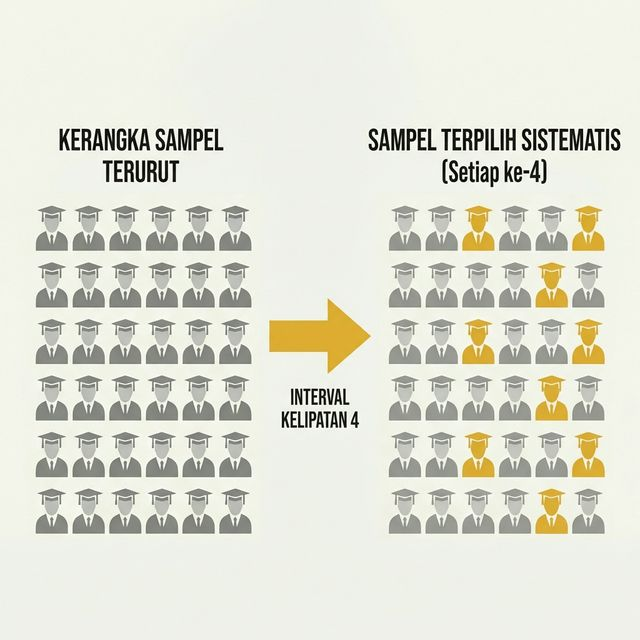 KERANGKA SAMPEL
TERURUT
SAMPEL TERPILIH SISTEMATIS
(Setiap ke-4)
INTERVAL
KELIPATAN 4